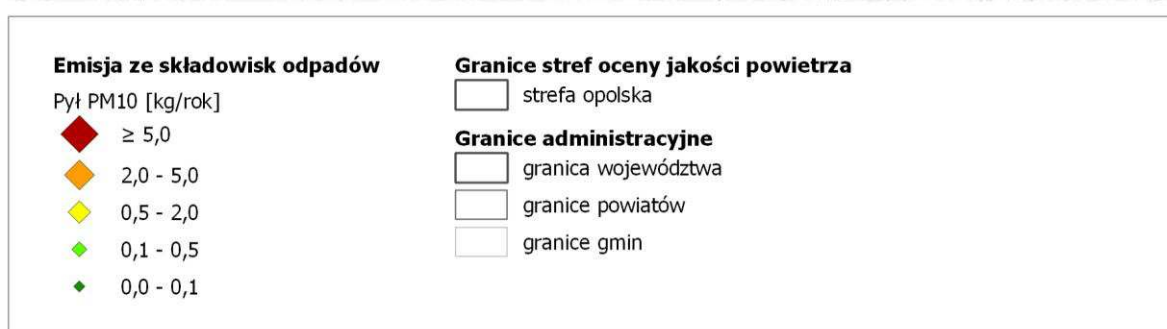 Emisja ze składowisk odpadów
Pył PM10 [kg/rok]
≥ 5,0
2,0 - 5,0
0,5 - 2,0
0,1 - 0,5
0,0 - 0,1
Granice stref oceny jakości powietrza
strefa opolska
Granice administracyjne
granica województwa
granice powiatów
granice gmin